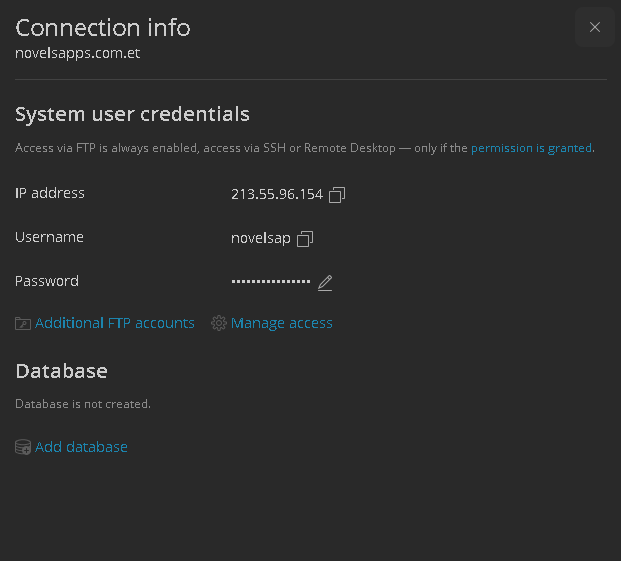 Connection info
novelsapps.com.et
System user credentials
Access via FTP is always enabled, access via SSH or Remote Desktop — only if the permission is granted.
IP address 213.55.96.154
Username novelsap
Password ••••••••••••••••
Additional FTP accounts Manage access
Database
Database is not created.
Add database